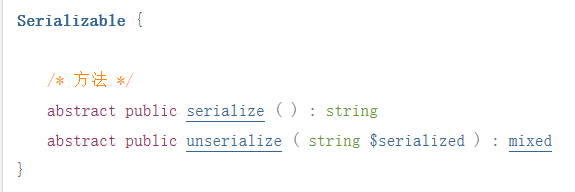 Serializable {
/* 方法 */
abstract public serialize ( ) : string
abstract public unserialize ( string $serialized ) : mixed
}